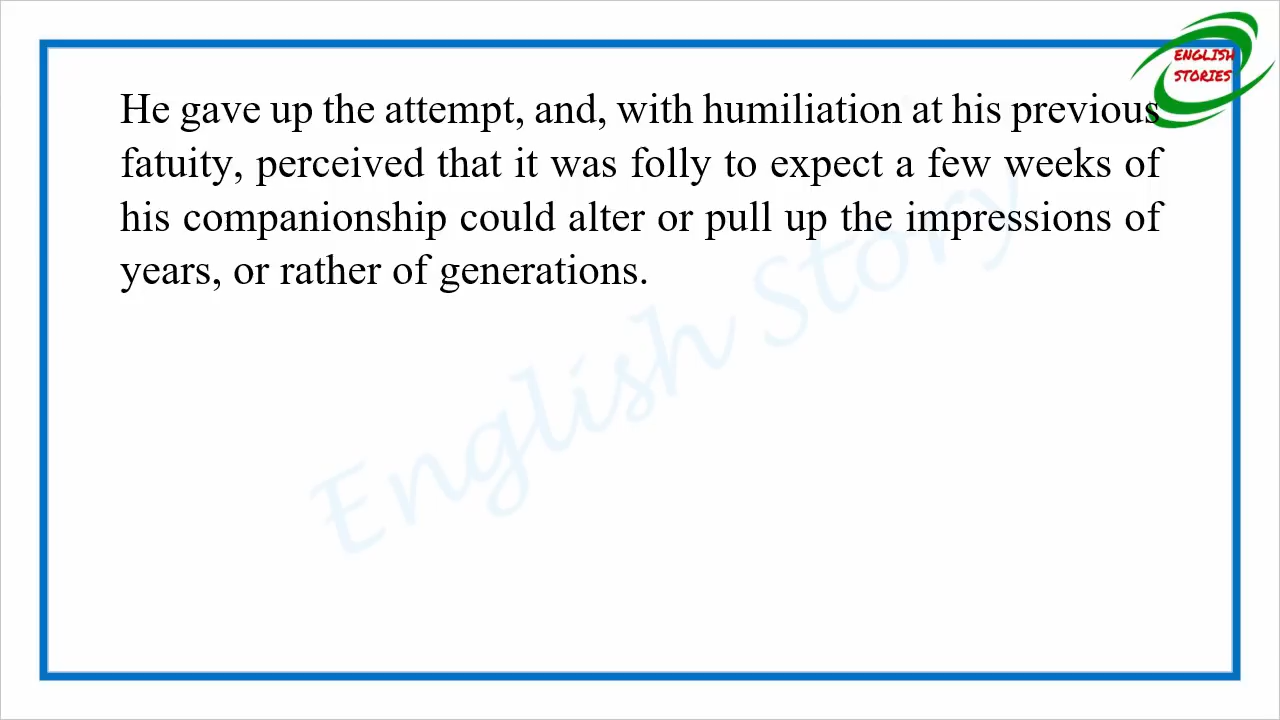 ENGLISH
STORIES
He gave up the attempt, and, with humiliation at his previous
fatuity, perceived that it was folly to expect a few weeks of
his companionship could alter or pull up the impressions of
years, or rather of generations.
English Story